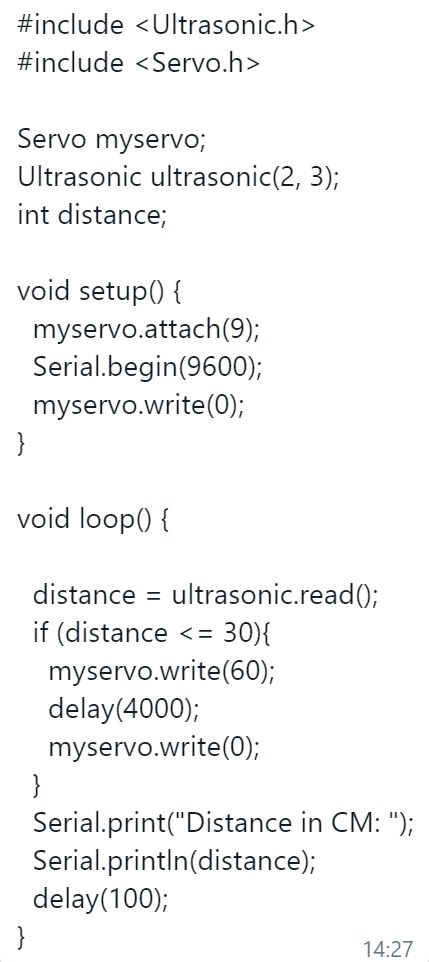 #include <Ultrasonic.h>
#include <Servo.h>

Servo myservo;
Ultrasonic ultrasonic(2, 3);
int distance;

void setup() {
  myservo.attach(9);
  Serial.begin(9600);
  myservo.write(0);
}

void loop() {

  distance = ultrasonic.read();
  if (distance <= 30){
    myservo.write(60);
    delay(4000);
    myservo.write(0);
  }
  Serial.print("Distance in CM: ");
  Serial.println(distance);
  delay(100);
}
14:27